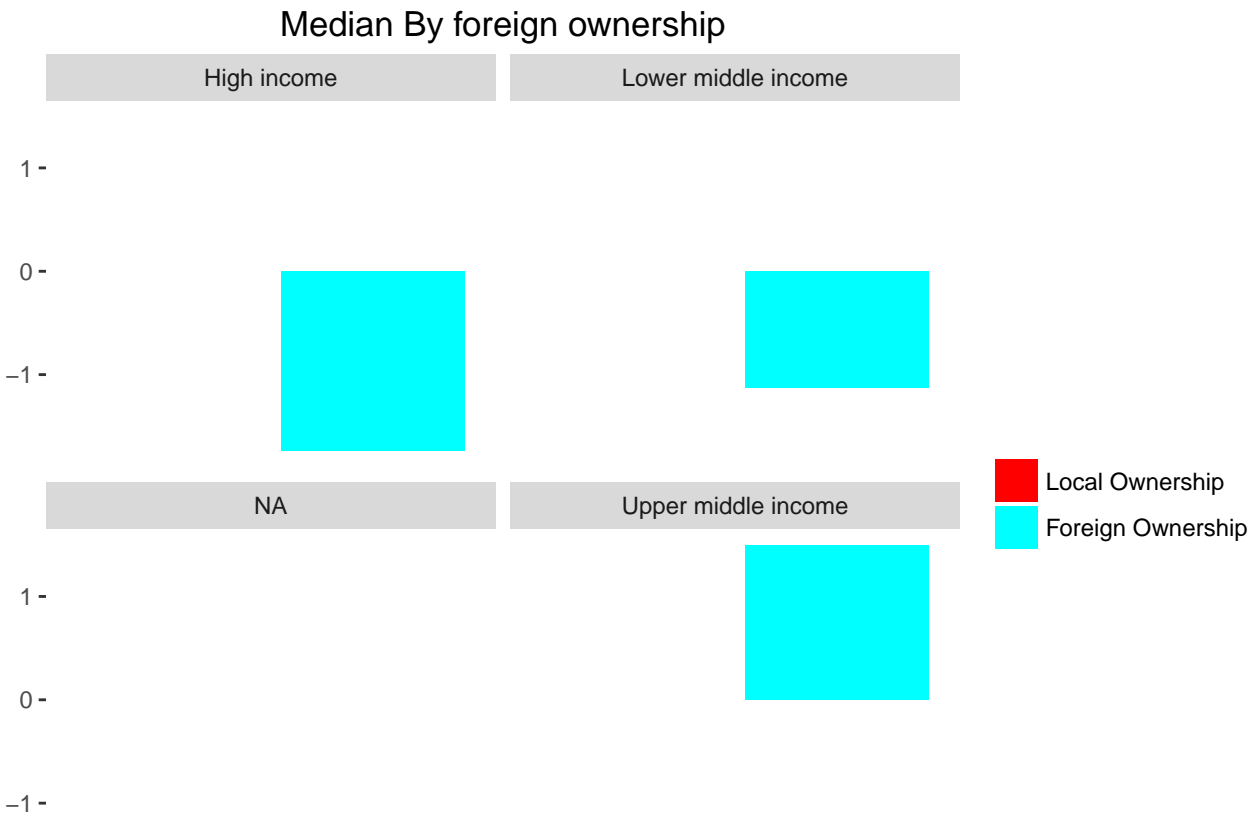 Median By foreign ownership
High income
Lower middle income
1
0
−1
NA
Upper middle income
1
0
−1
Local Ownership
Foreign Ownership